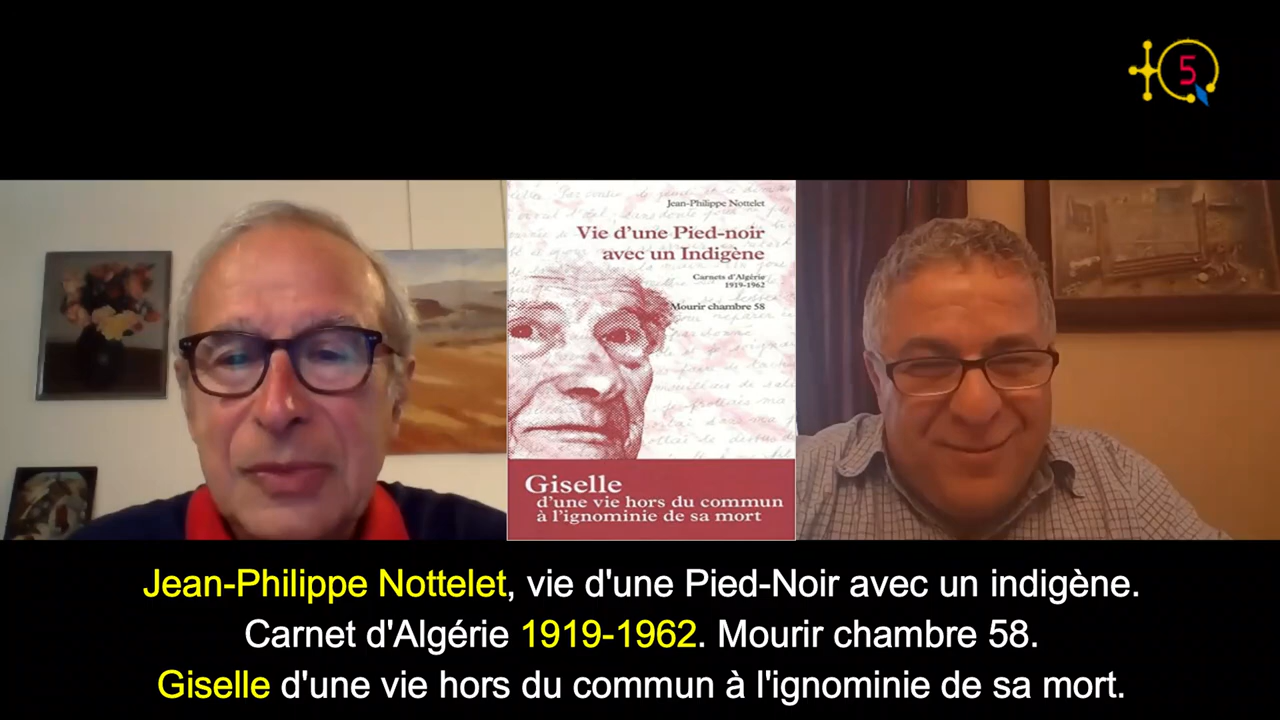 5
Jean-Philippe Nottelet
Vie d'une Pied-noir
avec un Indigène
Carnets d'Algérie
1919-1962
Mourir chambre 58
Giselle
d'une vie hors du commun
à l'ignominie de sa mort
Jean-Philippe Nottelet, vie d'une Pied-Noir avec un indigène.
Carnet d'Algérie 1919-1962. Mourir chambre 58.
Giselle d'une vie hors du commun à l'ignominie de sa mort.